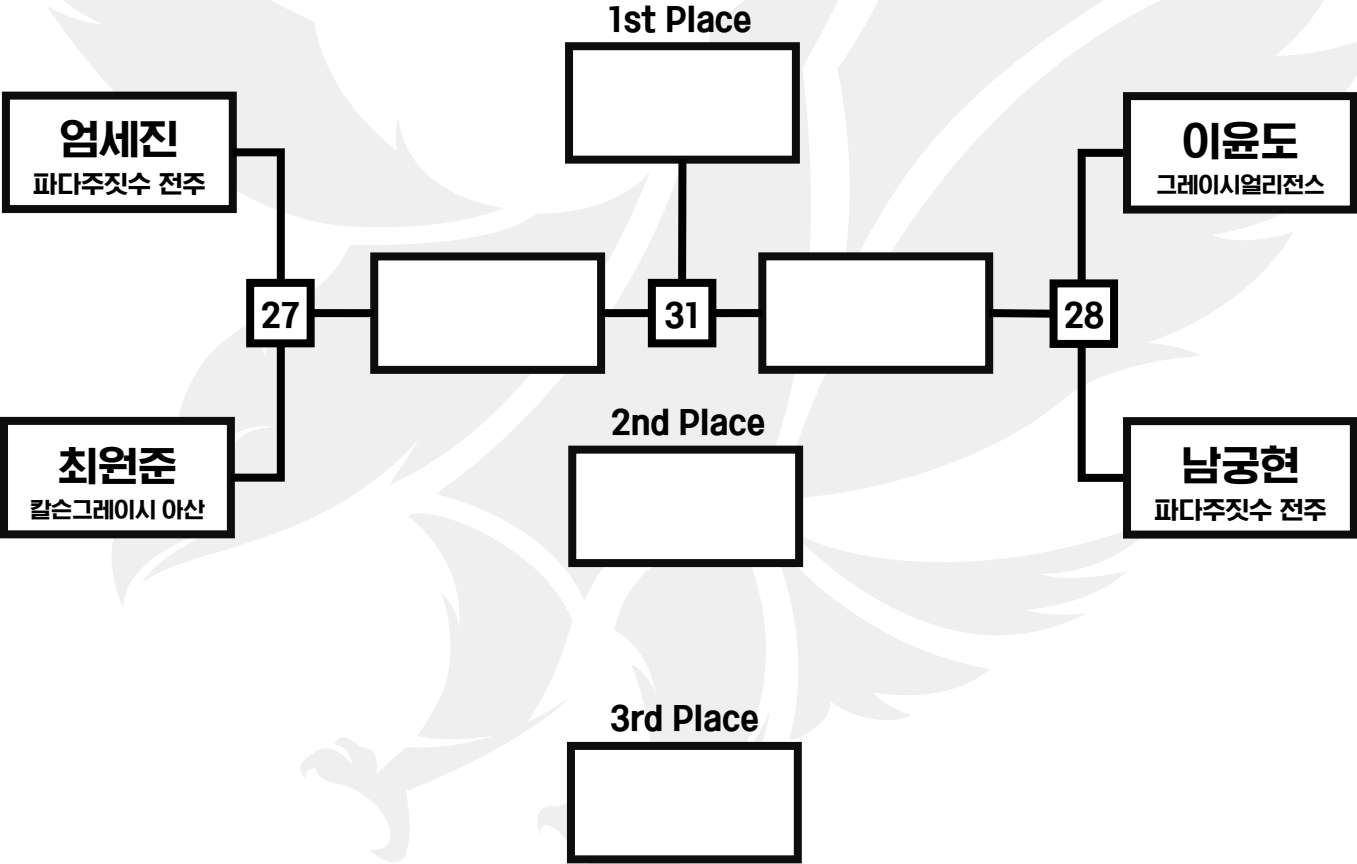 1st Place
엄세진
파다주짓수 전주
이윤도
그레이시얼리전스
27
31
28
최원준
칼슨그레이시 아산
2nd Place
남궁현
파다주짓수 전주
3rd Place